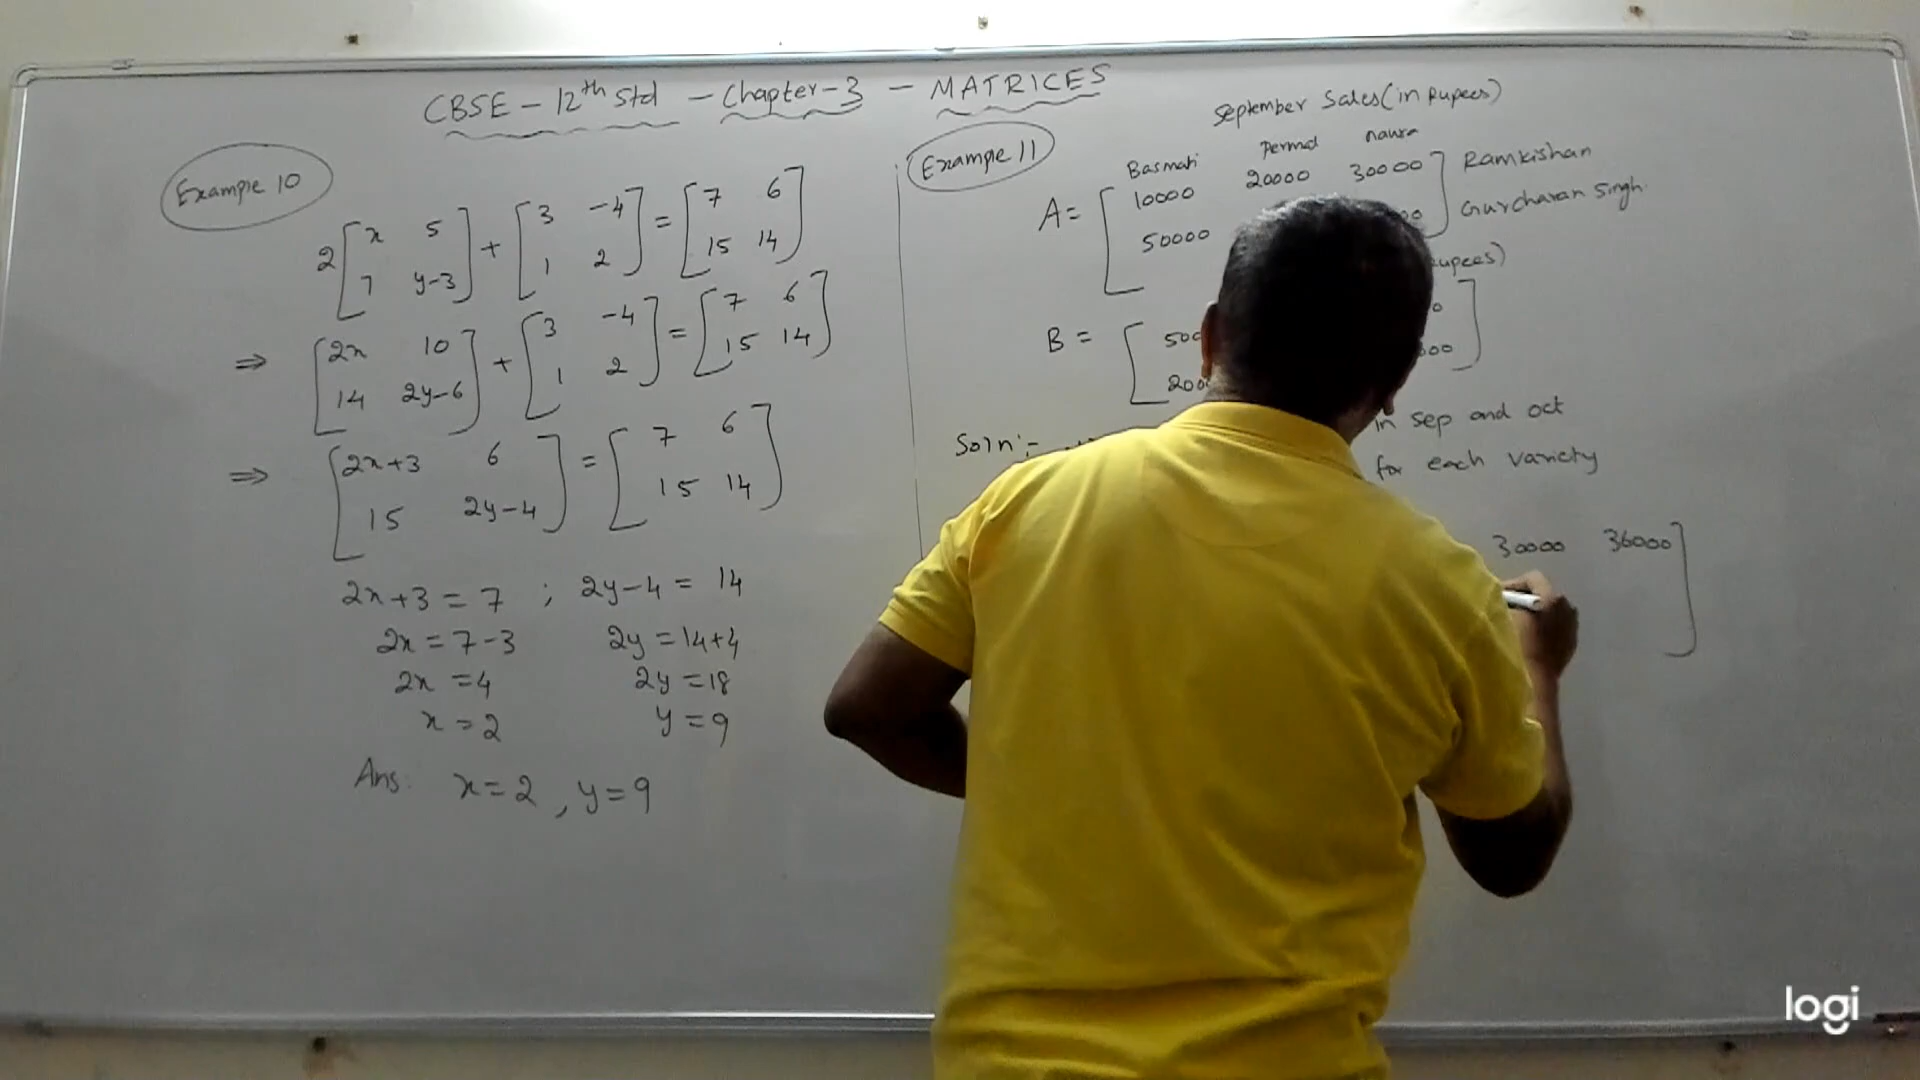 CBSE - 12th Std - Chapter-3 - MATRICES
Example 10
2 [ x 5 ] + [ 3 -4 ] = [ 7 6 ]
[ 7 y-3 ] [ 1 2 ] [ 15 14 ]
⇒ [ 2x 10 ] + [ 3 -4 ] = [ 7 6 ]
[ 14 2y-6 ] [ 1 2 ] [ 15 14 ]
⇒ [ 2x+3 6 ] = [ 7 6 ]
[ 15 2y-4 ] [ 15 14 ]
2x+3 = 7 ; 2y-4 = 14
2x = 7-3 2y = 14+4
2x = 4 2y = 18
x = 2 y = 9
Ans: x=2, y=9
Example 11
September Sales (in Rupees)
Basmati Permal naura
A = [ 10000 20000 30000 ] Ramkishan
50000 Gurcharan Singh
rupees)
B =
Soln:-
in sep and oct
for each variety
30000 36000 ]
logi